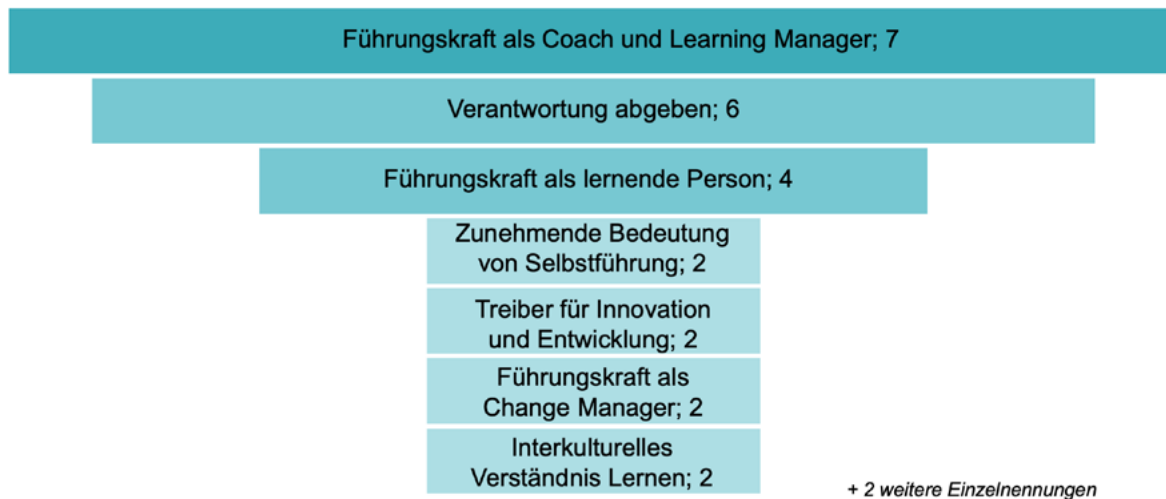 Führungskraft als Coach und Learning Manager; 7
Verantwortung abgeben; 6
Führungskraft als lernende Person; 4
Zunehmende Bedeutung
von Selbstführung; 2
Treiber für Innovation
und Entwicklung; 2
Führungskraft als
Change Manager; 2
Interkulturelles
Verständnis Lernen; 2
+ 2 weitere Einzelnennungen